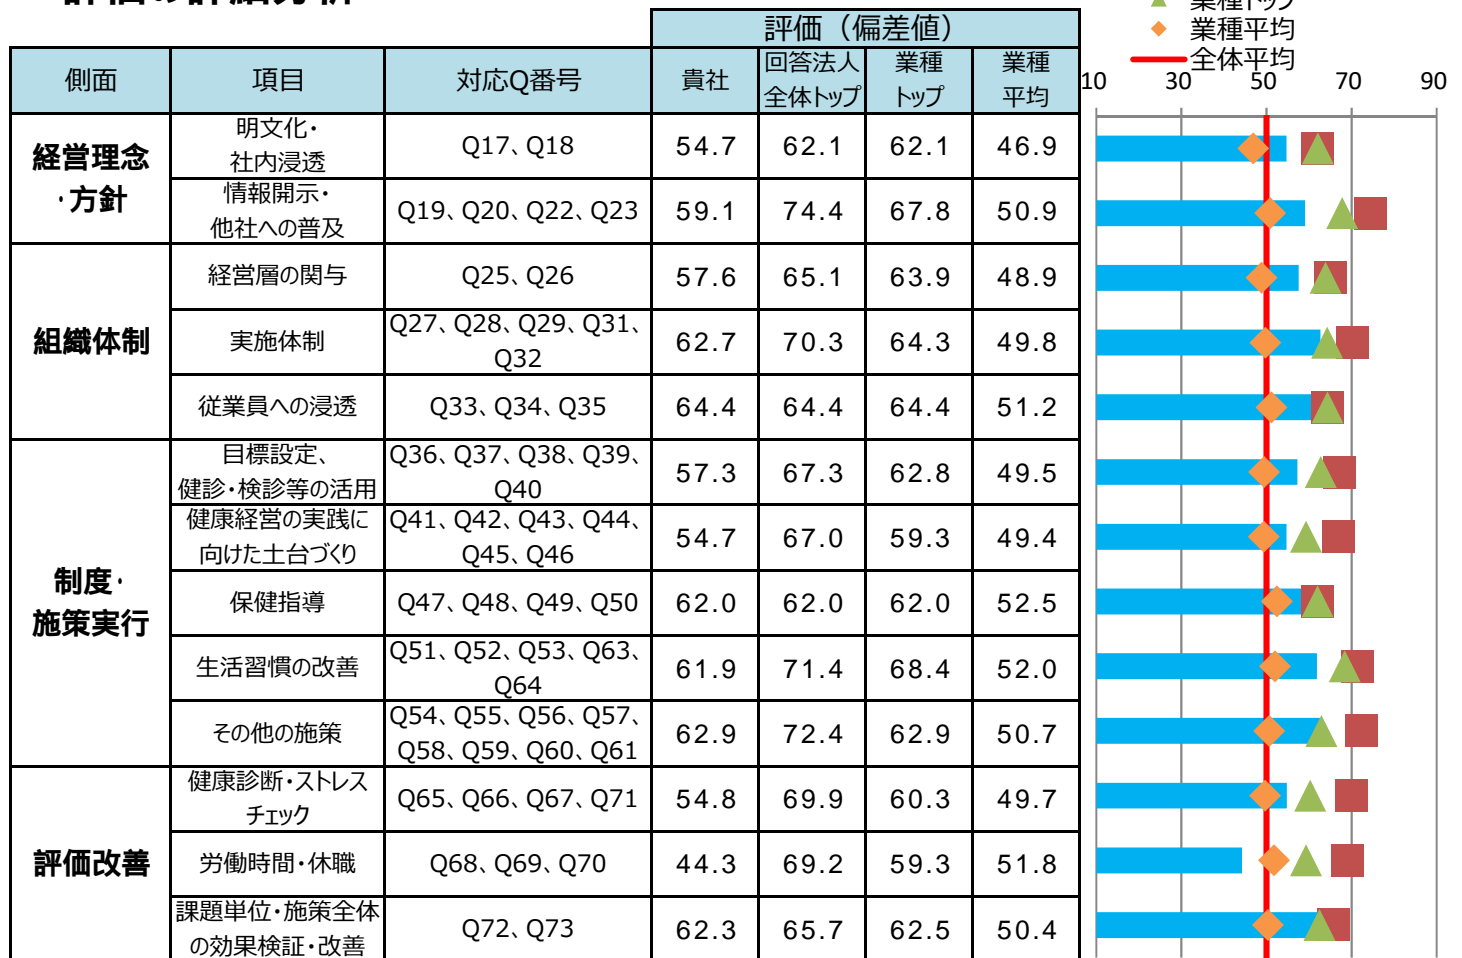 評価の詳細分析
業種トップ
業種平均
全体平均
評価（偏差値）
側面 項目 対応Q番号 貴社 回答法人全体トップ 業種トップ 業種平均
10 30 50 70 90
経営理念・方針
明文化・社内浸透 Q17、Q18 54.7 62.1 62.1 46.9
情報開示・他社への普及 Q19、Q20、Q22、Q23 59.1 74.4 67.8 50.9
組織体制
経営層の関与 Q25、Q26 57.6 65.1 63.9 48.9
実施体制 Q27、Q28、Q29、Q31、Q32 62.7 70.3 64.3 49.8
従業員への浸透 Q33、Q34、Q35 64.4 64.4 64.4 51.2
制度・施策実行
目標設定、健診・検診等の活用 Q36、Q37、Q38、Q39、Q40 57.3 67.3 62.8 49.5
健康経営の実践に向けた土台づくり Q41、Q42、Q43、Q44、Q45、Q46 54.7 67.0 59.3 49.4
保健指導 Q47、Q48、Q49、Q50 62.0 62.0 62.0 52.5
生活習慣の改善 Q51、Q52、Q53、Q63、Q64 61.9 71.4 68.4 52.0
その他の施策 Q54、Q55、Q56、Q57、Q58、Q59、Q60、Q61 62.9 72.4 62.9 50.7
評価改善
健康診断・ストレスチェック Q65、Q66、Q67、Q71 54.8 69.9 60.3 49.7
労働時間・休職 Q68、Q69、Q70 44.3 69.2 59.3 51.8
課題単位・施策全体の効果検証・改善 Q72、Q73 62.3 65.7 62.5 50.4